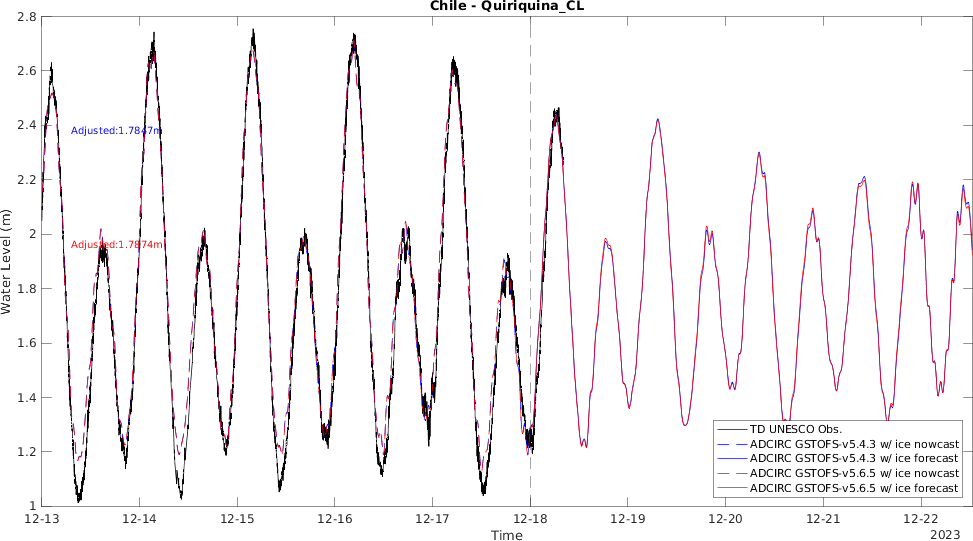 Chile - Quiriquina_CL
2.8
2.6
2.4
2.2
2
1.8
1.6
1.4
1.2
1
Water Level (m)
Adjusted:1.7847m
Adjusted:1.7874m
TD UNESCO Obs.
ADCIRC GSTOFS-v5.4.3 w/ ice nowcast
ADCIRC GSTOFS-v5.4.3 w/ ice forecast
ADCIRC GSTOFS-v5.6.5 w/ ice nowcast
ADCIRC GSTOFS-v5.6.5 w/ ice forecast
12-13 12-14 12-15 12-16 12-17 12-18 12-19 12-20 12-21 12-22
Time
2023